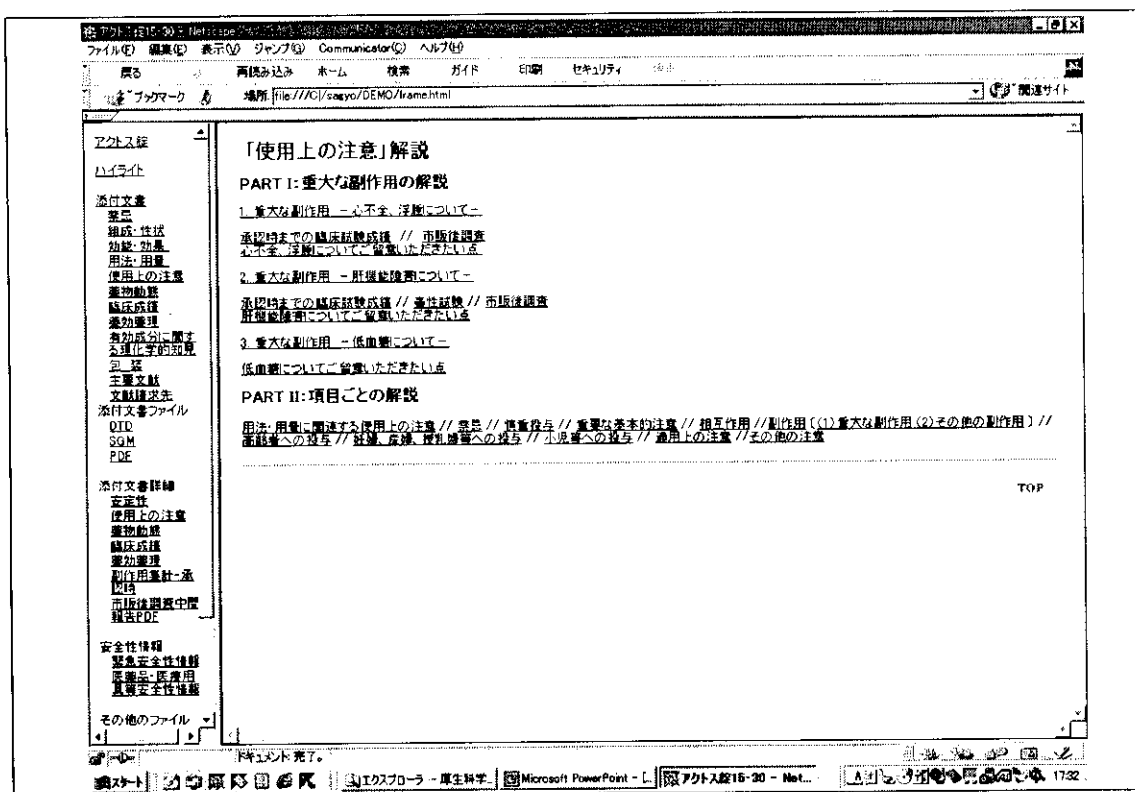 アクトス錠15-30 - Netscape
ファイル(F) 編集(E) 表示(V) ジャンプ(G) Communicator(C) ヘルプ(H)
戻る 再読み込み ホーム 検索 ガイド 印刷 セキュリティ
ブックマーク 場所: file:///C|/sagyo/DEMO/Iframe.html 関連サイト
アクトス錠
ハイライト
添付文書
禁忌
組成・性状
効能・効果
用法・用量
使用上の注意
薬物動態
臨床成績
薬効薬理
有効成分に関す
る理化学的知見
包 装
主要文献
文献請求先
添付文書ファイル
DTD
SGM
PDF
添付文書詳細
安定性
使用上の注意
薬物動態
臨床成績
薬効薬理
副作用集計-承
認時
市販後調査中間
報告PDF
安全性情報
緊急安全性情報
医薬品・医療用
具等安全性情報
その他のファイル
「使用上の注意」解説
PART I: 重大な副作用の解説
1. 重大な副作用 －心不全、浮腫について－
承認時までの臨床試験成績 // 市販後調査
心不全、浮腫についてご留意いただきたい点
2. 重大な副作用 －肝機能障害について－
承認時までの臨床試験成績 // 毒性試験 // 市販後調査
肝機能障害についてご留意いただきたい点
3. 重大な副作用 －低血糖について－
低血糖についてご留意いただきたい点
PART II: 項目ごとの解説
用法・用量に関連する使用上の注意 // 禁忌 // 慎重投与 // 重要な基本的注意 // 相互作用 //副作用〔(1)重大な副作用 (2)その他の副作用〕//
高齢者への投与 // 妊婦、産婦、授乳婦等への投与 // 小児等への投与 // 適用上の注意 //その他の注意
TOP
ドキュメント:完了。
スタート エクスプローラ - 厚生科学... Microsoft PowerPoint - [... アクトス錠15-30 - Net... 17:32